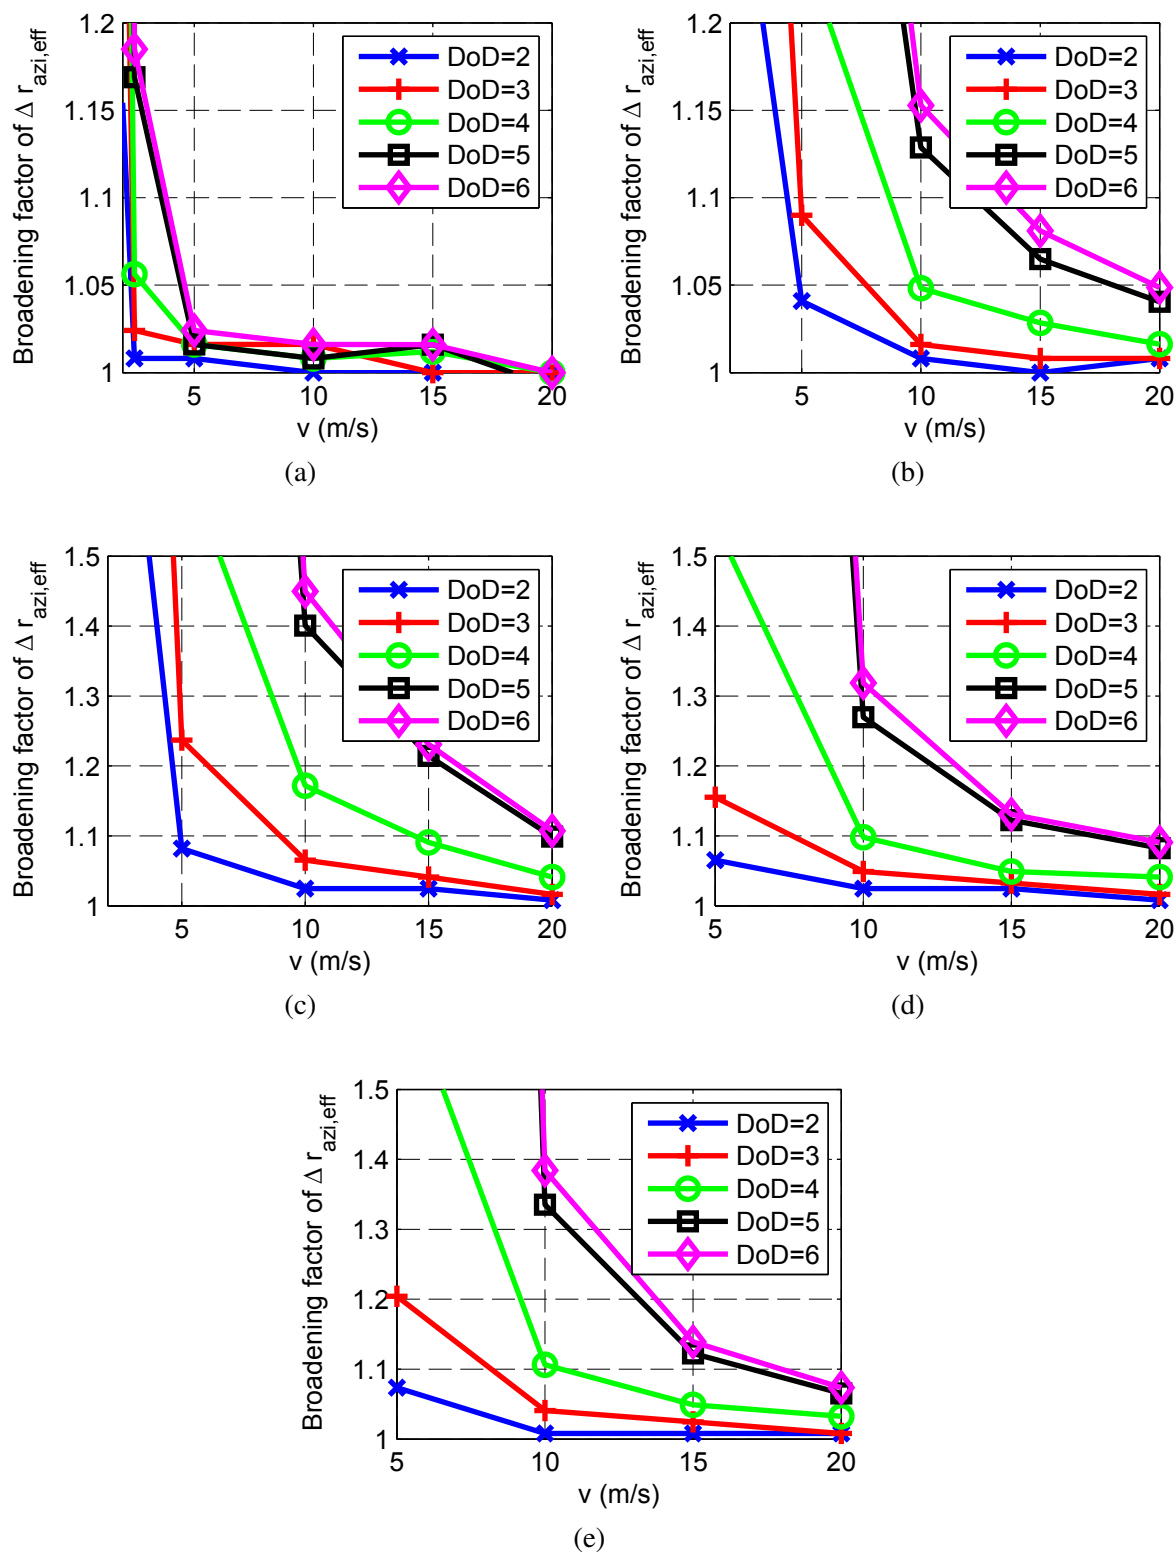 1.2
1.15
1.1
1.05
1
5
10
15
20
v (m/s)
Broadening factor of Δ r_azi,eff
DoD=2
DoD=3
DoD=4
DoD=5
DoD=6
(a)
1.2
1.15
1.1
1.05
1
5
10
15
20
v (m/s)
Broadening factor of Δ r_azi,eff
DoD=2
DoD=3
DoD=4
DoD=5
DoD=6
(b)
1.5
1.4
1.3
1.2
1.1
1
5
10
15
20
v (m/s)
Broadening factor of Δ r_azi,eff
DoD=2
DoD=3
DoD=4
DoD=5
DoD=6
(c)
1.5
1.4
1.3
1.2
1.1
1
5
10
15
20
v (m/s)
Broadening factor of Δ r_azi,eff
DoD=2
DoD=3
DoD=4
DoD=5
DoD=6
(d)
1.5
1.4
1.3
1.2
1.1
1
5
10
15
20
v (m/s)
Broadening factor of Δ r_azi,eff
DoD=2
DoD=3
DoD=4
DoD=5
DoD=6
(e)